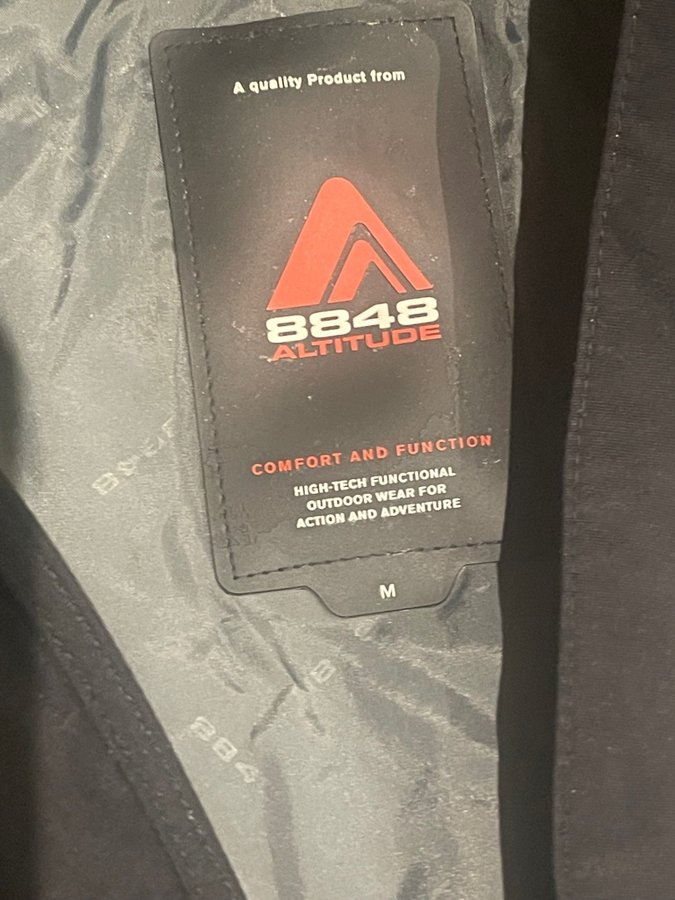 A quality Product from
8848
ALTITUDE
COMFORT AND FUNCTION
HIGH-TECH FUNCTIONAL
OUTDOOR WEAR FOR
ACTION AND ADVENTURE
M